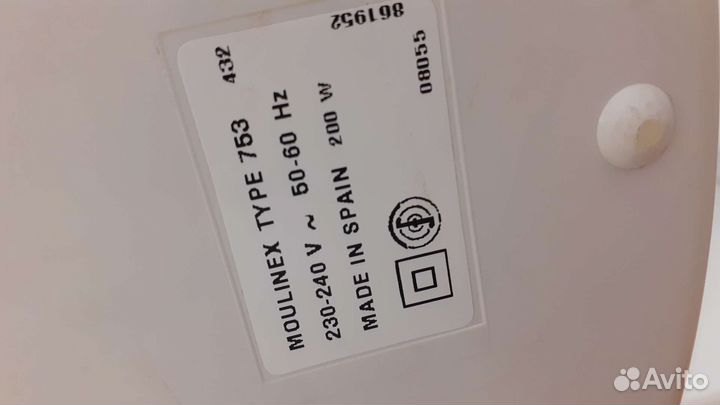 MOULINEX TYPE 753 432
230-240 V ~ 50-60 Hz
MADE IN SPAIN 200 W
861952
08055
Avito